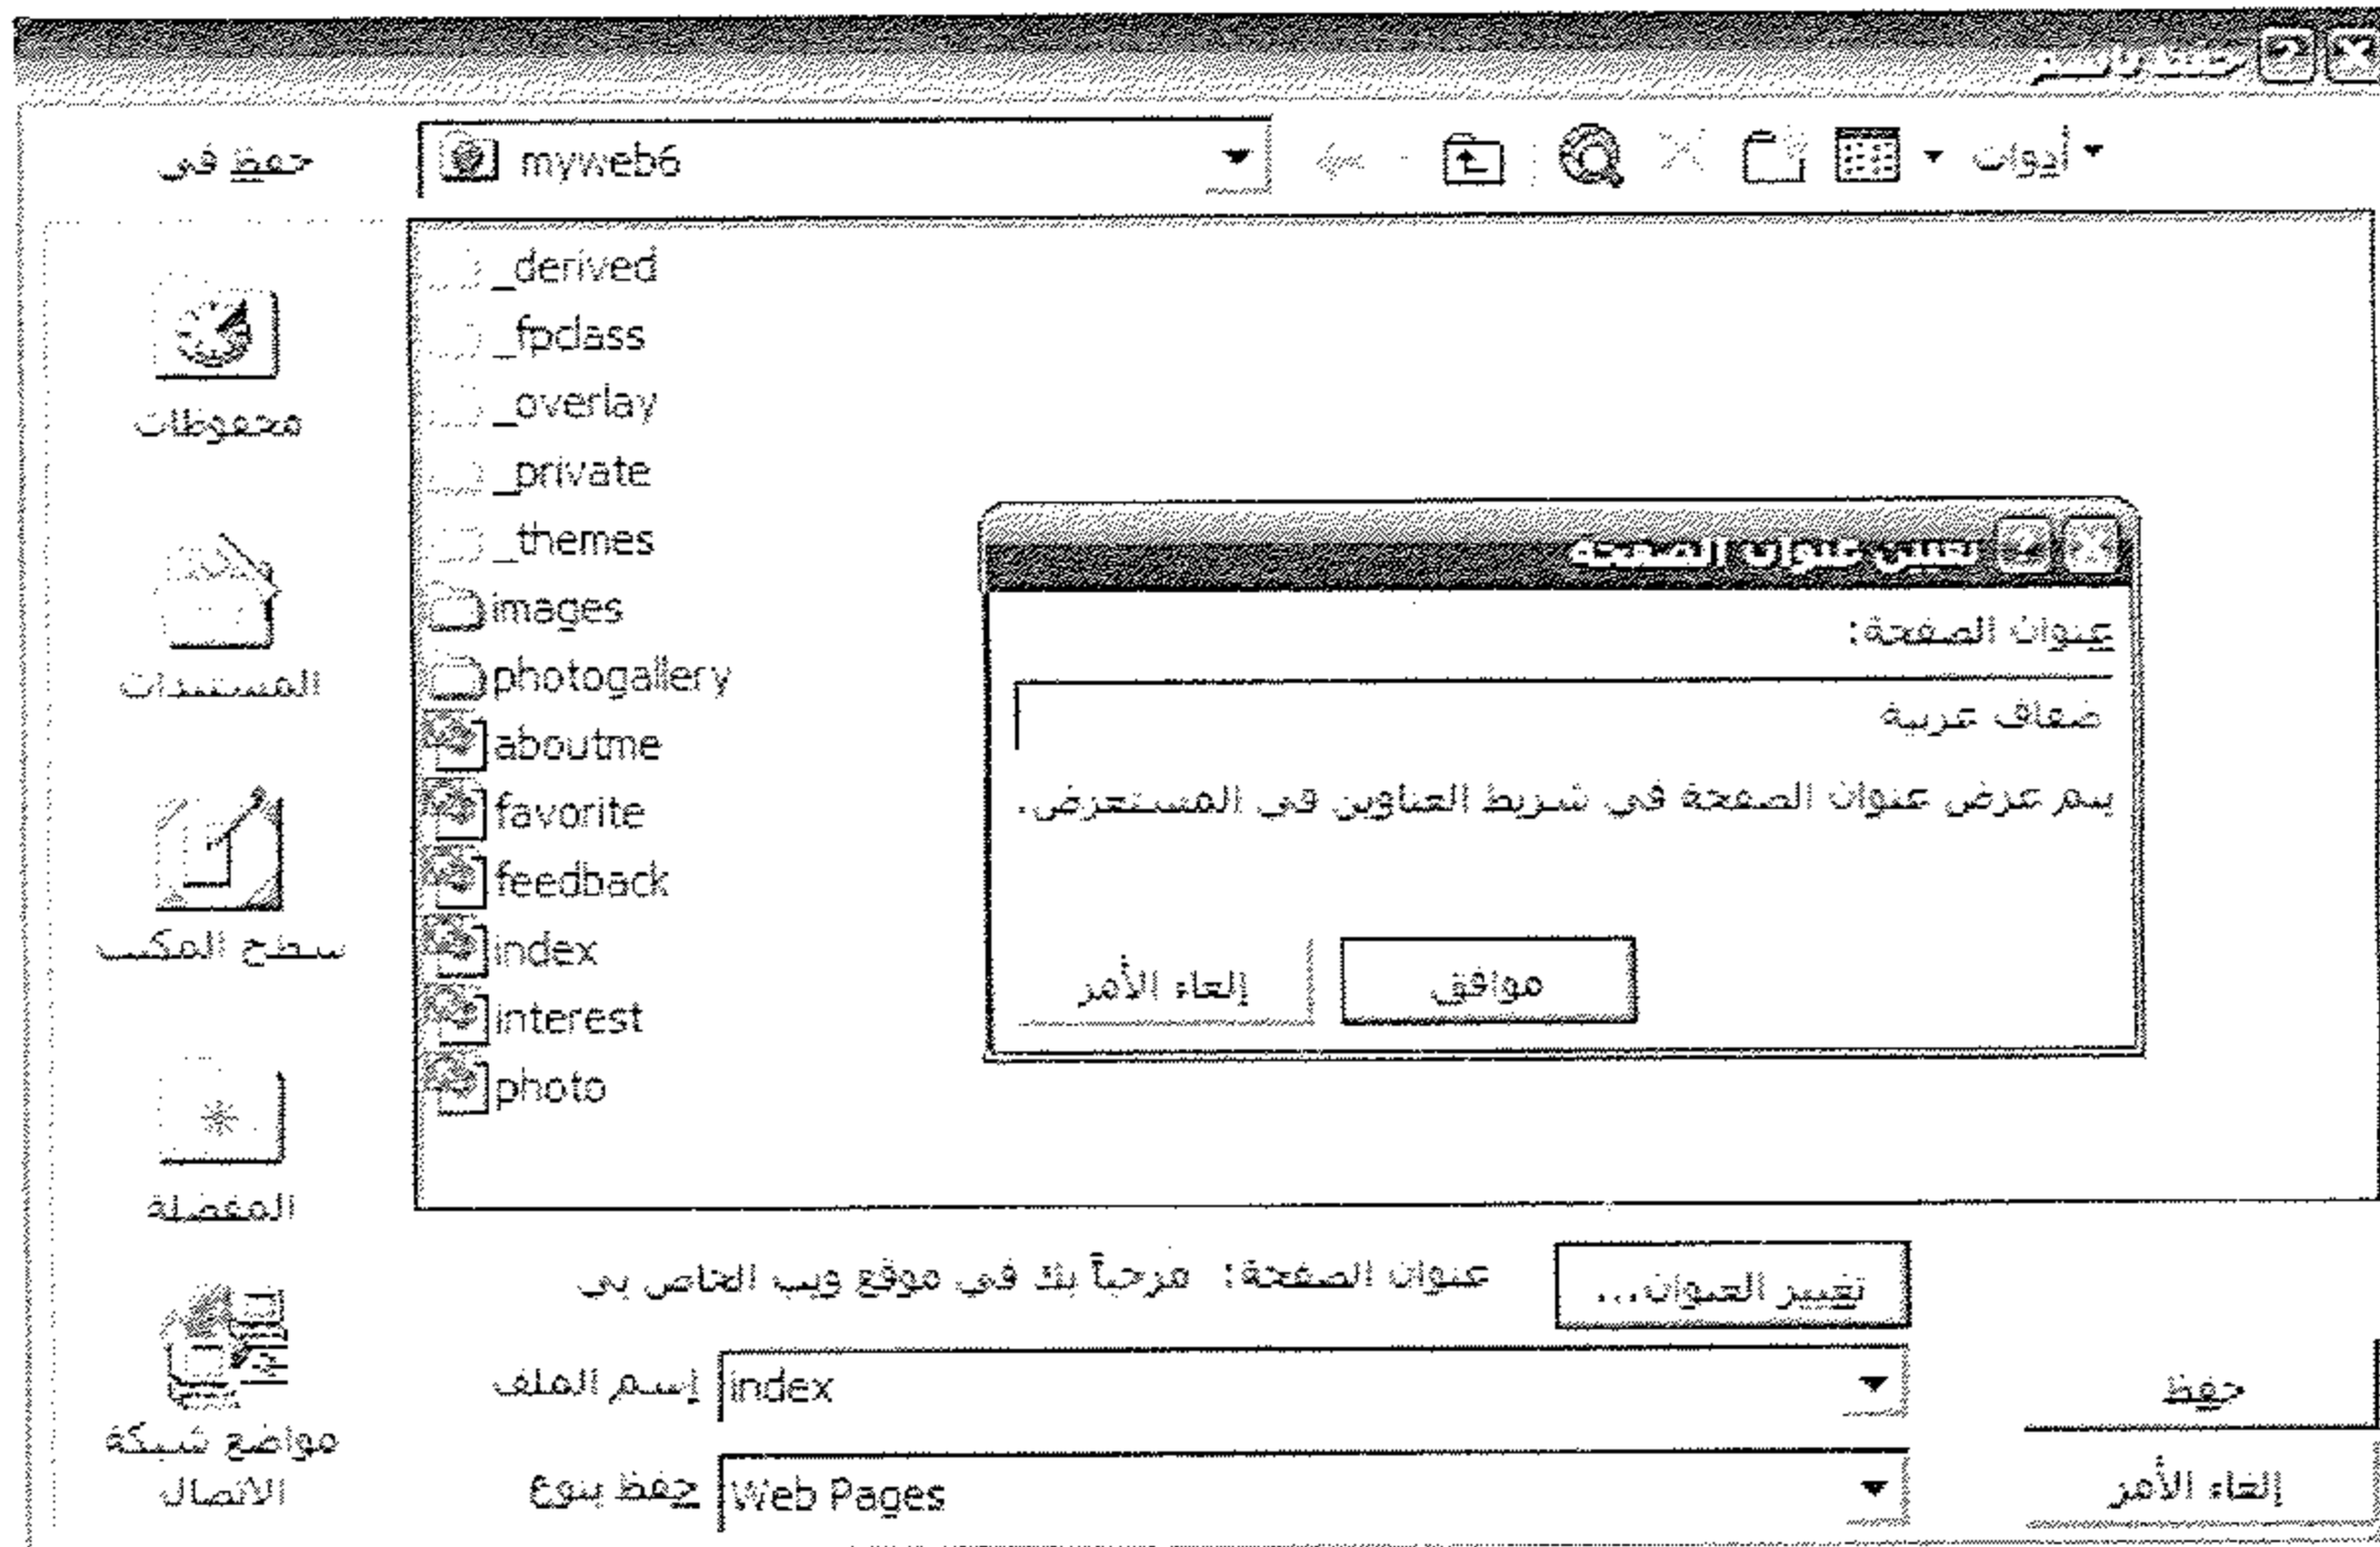 حفظ باسم
حفظ في
myweb6
أدوات
محفوظات
المستندات
سطح المكتب
المفضلة
مواضع شبكة
الاتصال
_derived
_fpclass
_overlay
_private
_themes
images
photogallery
aboutme
favorite
feedback
index
interest
photo
تعيين عنوان الصفحة
عنوان الصفحة:
ضفاف عربية
يتم عرض عنوان الصفحة في شريط العناوين في المستعرض.
موافق
إلغاء الأمر
عنوان الصفحة: مرحباً بك في موقع ويب الخاص بي
تغيير العنوان...
إسم الملف
index
حفظ
حفظ بنوع
Web Pages
إلغاء الأمر